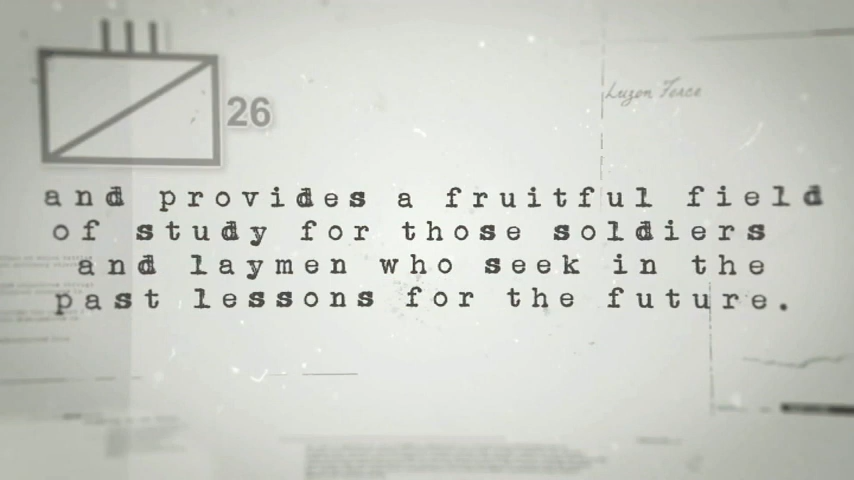 26
Luzon Force
and provides a fruitful field
of study for those soldiers
and laymen who seek in the
past lessons for the future.